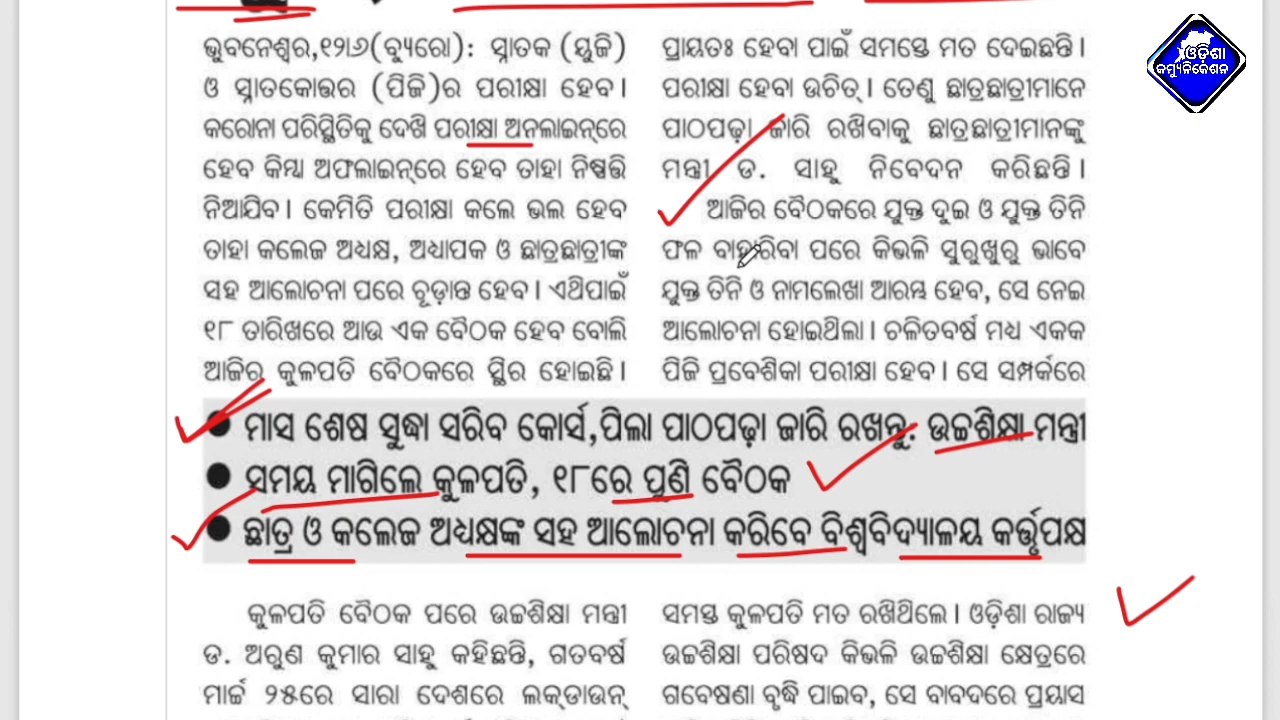 ଓଡ଼ିଶା
କମ୍ୟୁନିକେଶନ
ଭୁବନେଶ୍ୱର,୧୨।୬(ବ୍ୟୁରୋ): ସ୍ନାତକ (ୟୁଜି)
ଓ ସ୍ନାତକୋତ୍ତର (ପିଜି)ର ପରୀକ୍ଷା ହେବ।
କରୋନା ପରିସ୍ଥିତିକୁ ଦେଖି ପରୀକ୍ଷା ଅନଲାଇନ୍‌ରେ
ହେବ କିମ୍ବା ଅଫଲାଇନ୍‌ରେ ହେବ ତାହା ନିଷ୍ପତ୍ତି
ନିଆଯିବ। କେମିତି ପରୀକ୍ଷା କଲେ ଭଲ ହେବ
ତାହା କଲେଜ ଅଧ୍ୟକ୍ଷ, ଅଧ୍ୟାପକ ଓ ଛାତ୍ରଛାତ୍ରୀଙ୍କ
ସହ ଆଲୋଚନା ପରେ ଚୂଡ଼ାନ୍ତ ହେବ। ଏଥିପାଇଁ
୧୮ ତାରିଖରେ ଆଉ ଏକ ବୈଠକ ହେବ ବୋଲି
ଆଜିର କୁଳପତି ବୈଠକରେ ସ୍ଥିର ହୋଇଛି।
ପ୍ରାୟତଃ ହେବା ପାଇଁ ସମସ୍ତେ ମତ ଦେଇଛନ୍ତି।
ପରୀକ୍ଷା ହେବା ଉଚିତ୍। ତେଣୁ ଛାତ୍ରଛାତ୍ରୀମାନେ
ପାଠପଢ଼ା ଜାରି ରଖିବାକୁ ଛାତ୍ରଛାତ୍ରୀମାନଙ୍କୁ
ମନ୍ତ୍ରୀ ଡ. ସାହୁ ନିବେଦନ କରିଛନ୍ତି।
ଆଜିର ବୈଠକରେ ଯୁକ୍ତ ଦୁଇ ଓ ଯୁକ୍ତ ତିନି
ଫଳ ବାହାରିବା ପରେ କିଭଳି ସୁରୁଖୁରୁ ଭାବେ
ଯୁକ୍ତ ତିନି ଓ ନାମଲେଖା ଆରମ୍ଭ ହେବ, ସେ ନେଇ
ଆଲୋଚନା ହୋଇଥିଲା। ଚଳିତବର୍ଷ ମଧ୍ୟ ଏକକ
ପିଜି ପ୍ରବେଶିକା ପରୀକ୍ଷା ହେବ। ସେ ସମ୍ପର୍କରେ
● ମାସ ଶେଷ ସୁଦ୍ଧା ସରିବ କୋର୍ସ,ପିଲା ପାଠପଢ଼ା ଜାରି ରଖନ୍ତୁ: ଉଚ୍ଚଶିକ୍ଷା ମନ୍ତ୍ରୀ
● ସମୟ ମାଗିଲେ କୁଳପତି, ୧୮ରେ ପୁଣି ବୈଠକ
● ଛାତ୍ର ଓ କଲେଜ ଅଧ୍ୟକ୍ଷଙ୍କ ସହ ଆଲୋଚନା କରିବେ ବିଶ୍ୱବିଦ୍ୟାଳୟ କର୍ତ୍ତୃପକ୍ଷ
କୁଳପତି ବୈଠକ ପରେ ଉଚ୍ଚଶିକ୍ଷା ମନ୍ତ୍ରୀ
ଡ. ଅରୁଣ କୁମାର ସାହୁ କହିଛନ୍ତି, ଗତବର୍ଷ
ମାର୍ଚ୍ଚ ୨୫ରେ ସାରା ଦେଶରେ ଲକ୍‌ଡାଉନ୍
ସମସ୍ତ କୁଳପତି ମତ ରଖିଥିଲେ। ଓଡ଼ିଶା ରାଜ୍ୟ
ଉଚ୍ଚଶିକ୍ଷା ପରିଷଦ କିଭଳି ଉଚ୍ଚଶିକ୍ଷା କ୍ଷେତ୍ରରେ
ଗବେଷଣା ବୃଦ୍ଧି ପାଇବ, ସେ ବାବଦରେ ପ୍ରୟାସ